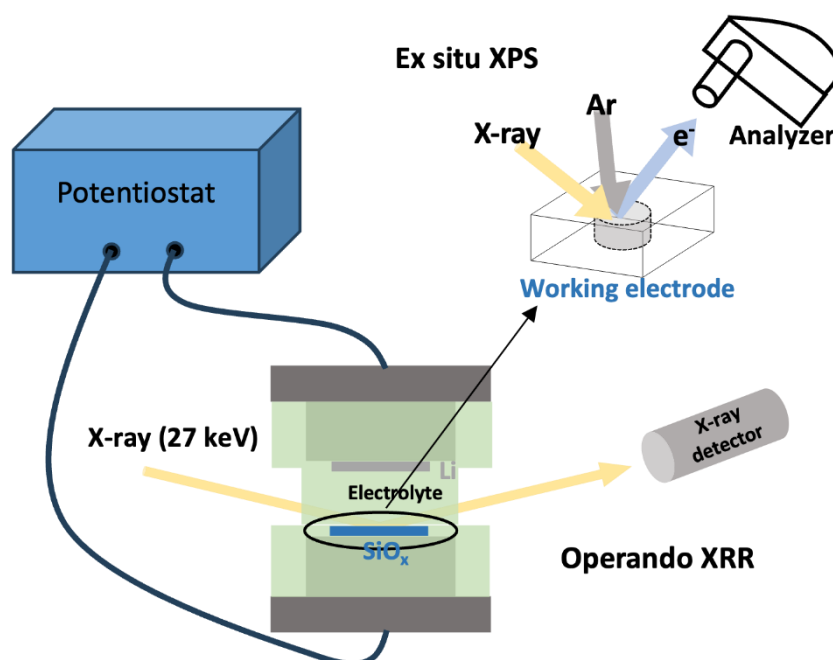 Ex situ XPS
Ar
X-ray
e⁻
Analyzer
Potentiostat
Working electrode
X-ray (27 keV)
X-ray
detector
Li
Electrolyte
SiOₓ
Operando XRR